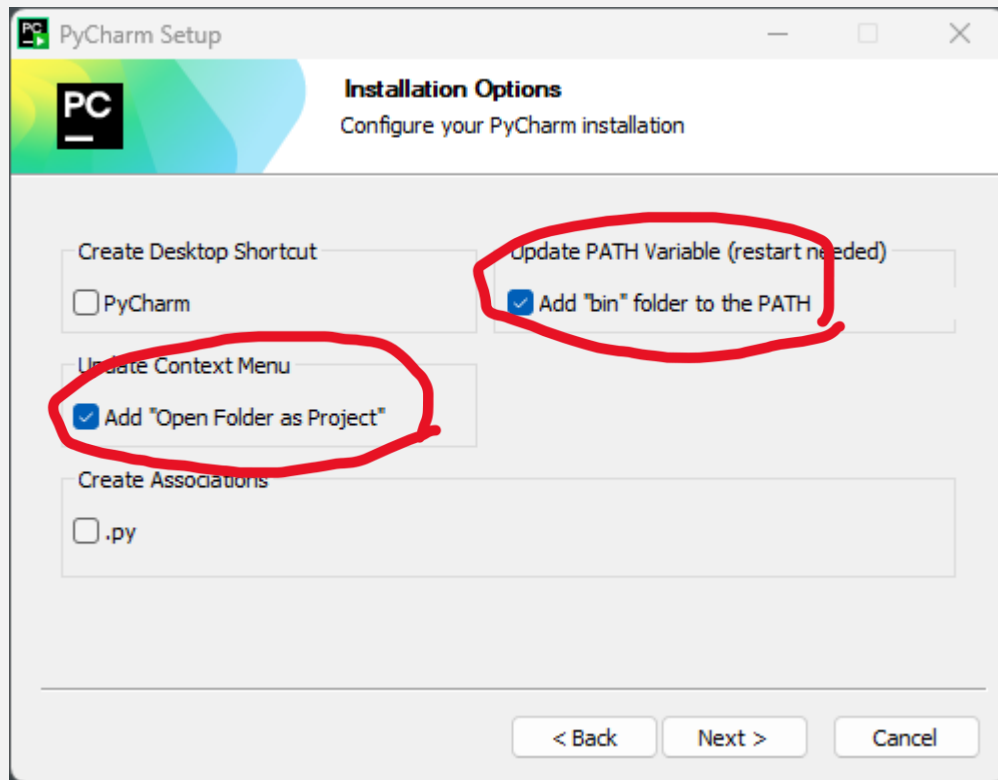 PyCharm Setup
PC
Installation Options
Configure your PyCharm installation
Create Desktop Shortcut
PyCharm
Update PATH Variable (restart needed)
Add "bin" folder to the PATH
Update Context Menu
Add "Open Folder as Project"
Create Associations
.py
< Back
Next >
Cancel